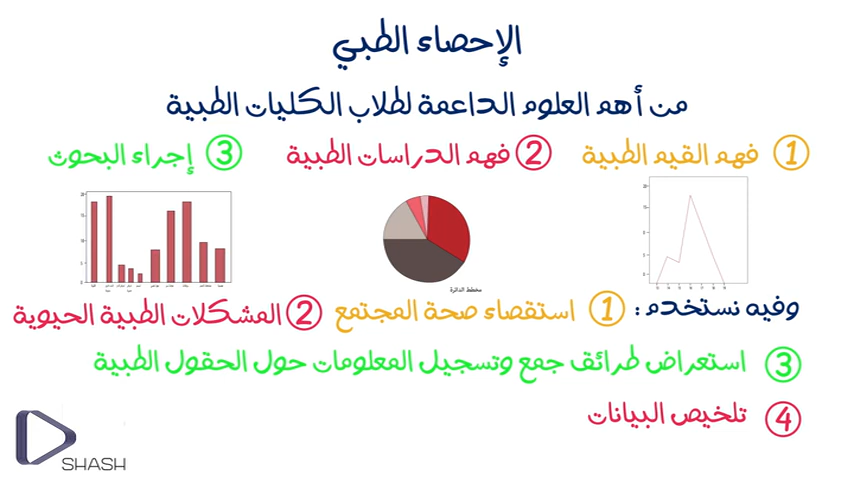 الإحصاء الطبي
من أهم العلوم الداعمة لطلاب الكليات الطبية
1 فهم القيم الطبية 2 فهم الدراسات الطبية 3 إجراء البحوث
مخطط الدائرة
وفيه نستخدم : 1 استقصاء صحة المجتمع 2 المشكلات الطبية الحيوية
3 استعراض طرائق جمع وتسجيل المعلومات حول الحقول الطبية
4 تلخيص البيانات
SHASH